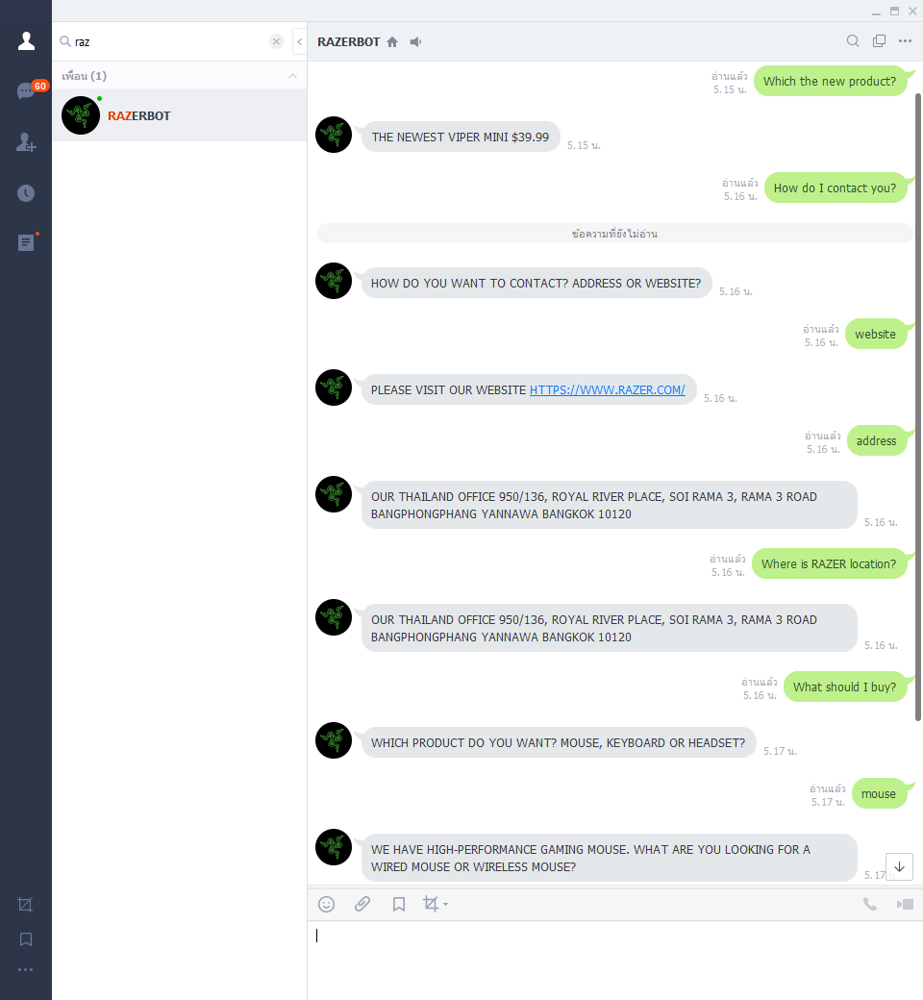 raz
60
เพื่อน (1)
RAZERBOT
RAZERBOT
Which the new product?
อ่านแล้ว
5.15 น.
THE NEWEST VIPER MINI $39.99
5.15 น.
How do I contact you?
อ่านแล้ว
5.16 น.
ข้อความที่ยังไม่อ่าน
HOW DO YOU WANT TO CONTACT? ADDRESS OR WEBSITE?
5.16 น.
website
อ่านแล้ว
5.16 น.
PLEASE VISIT OUR WEBSITE HTTPS://WWW.RAZER.COM/
5.16 น.
address
อ่านแล้ว
5.16 น.
OUR THAILAND OFFICE 950/136, ROYAL RIVER PLACE, SOI RAMA 3, RAMA 3 ROAD
BANGPHONGPHANG YANNAWA BANGKOK 10120
5.16 น.
Where is RAZER location?
อ่านแล้ว
5.16 น.
OUR THAILAND OFFICE 950/136, ROYAL RIVER PLACE, SOI RAMA 3, RAMA 3 ROAD
BANGPHONGPHANG YANNAWA BANGKOK 10120
5.16 น.
What should I buy?
อ่านแล้ว
5.16 น.
WHICH PRODUCT DO YOU WANT? MOUSE, KEYBOARD OR HEADSET?
5.17 น.
mouse
อ่านแล้ว
5.17 น.
WE HAVE HIGH-PERFORMANCE GAMING MOUSE. WHAT ARE YOU LOOKING FOR A
WIRED MOUSE OR WIRELESS MOUSE?
5.17